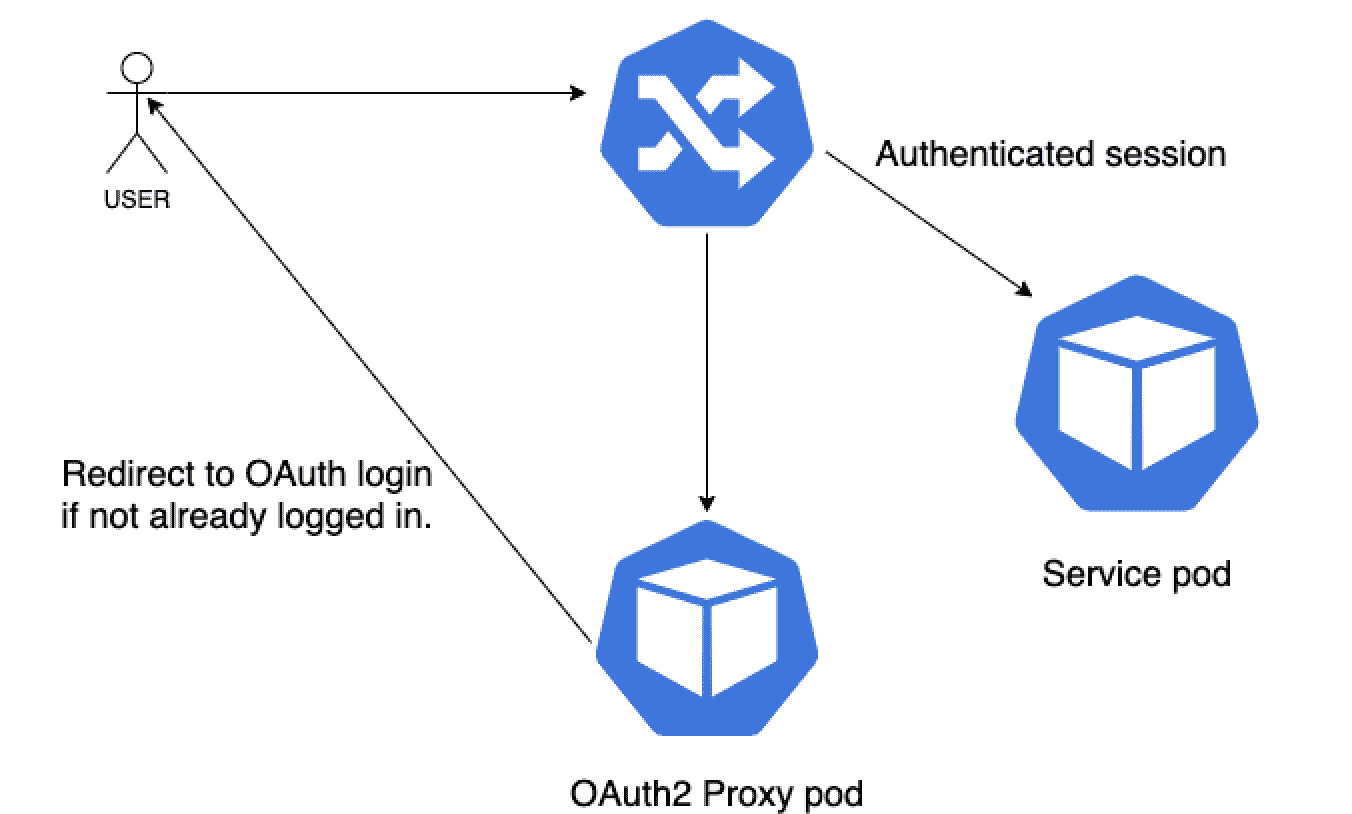 USER
Authenticated session
Redirect to OAuth login
if not already logged in.
Service pod
OAuth2 Proxy pod